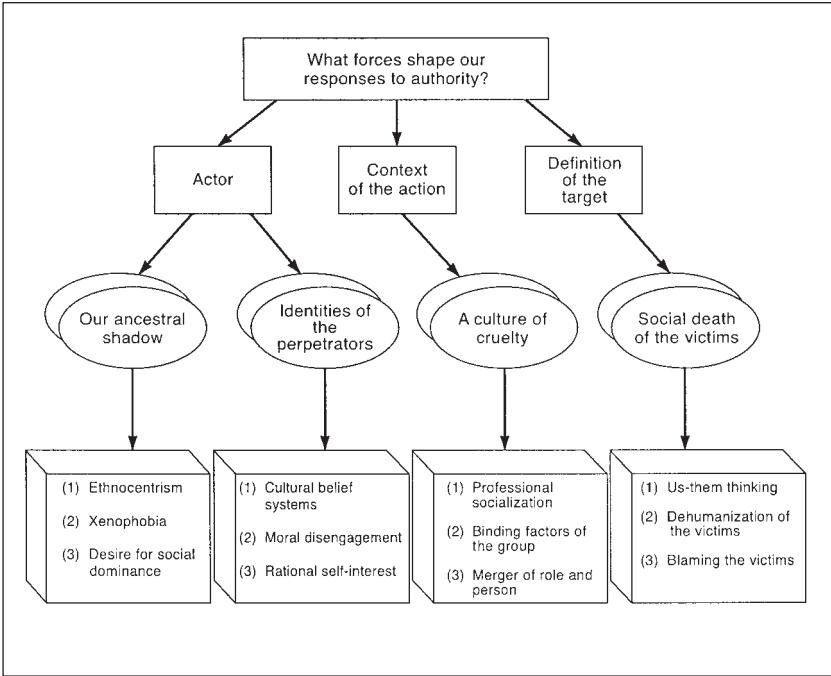 What forces shape our
responses to authority?
Actor
Context
of the action
Definition
of the
target
Our ancestral
shadow
Identities of
the
perpetrators
A culture of
cruelty
Social death
of the victims
(1) Ethnocentrism
(2) Xenophobia
(3) Desire for social
dominance
(1) Cultural belief
systems
(2) Moral disengagement
(3) Rational self-interest
(1) Professional
socialization
(2) Binding factors of
the group
(3) Merger of role and
person
(1) Us-them thinking
(2) Dehumanization of
the victims
(3) Blaming the victims